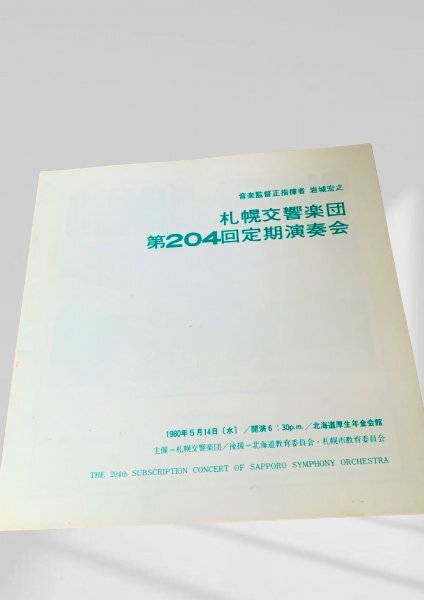 音楽監督正指揮者 岩城宏之
札幌交響楽団
第204回定期演奏会
1980年5月14日〔水〕／開演6：30p.m.／北海道厚生年金会館
主催＝札幌交響楽団／後援＝北海道教育委員会・札幌市教育委員会
THE 204th SUBSCRIPTION CONCERT OF SAPPORO SYMPHONY ORCHESTRA